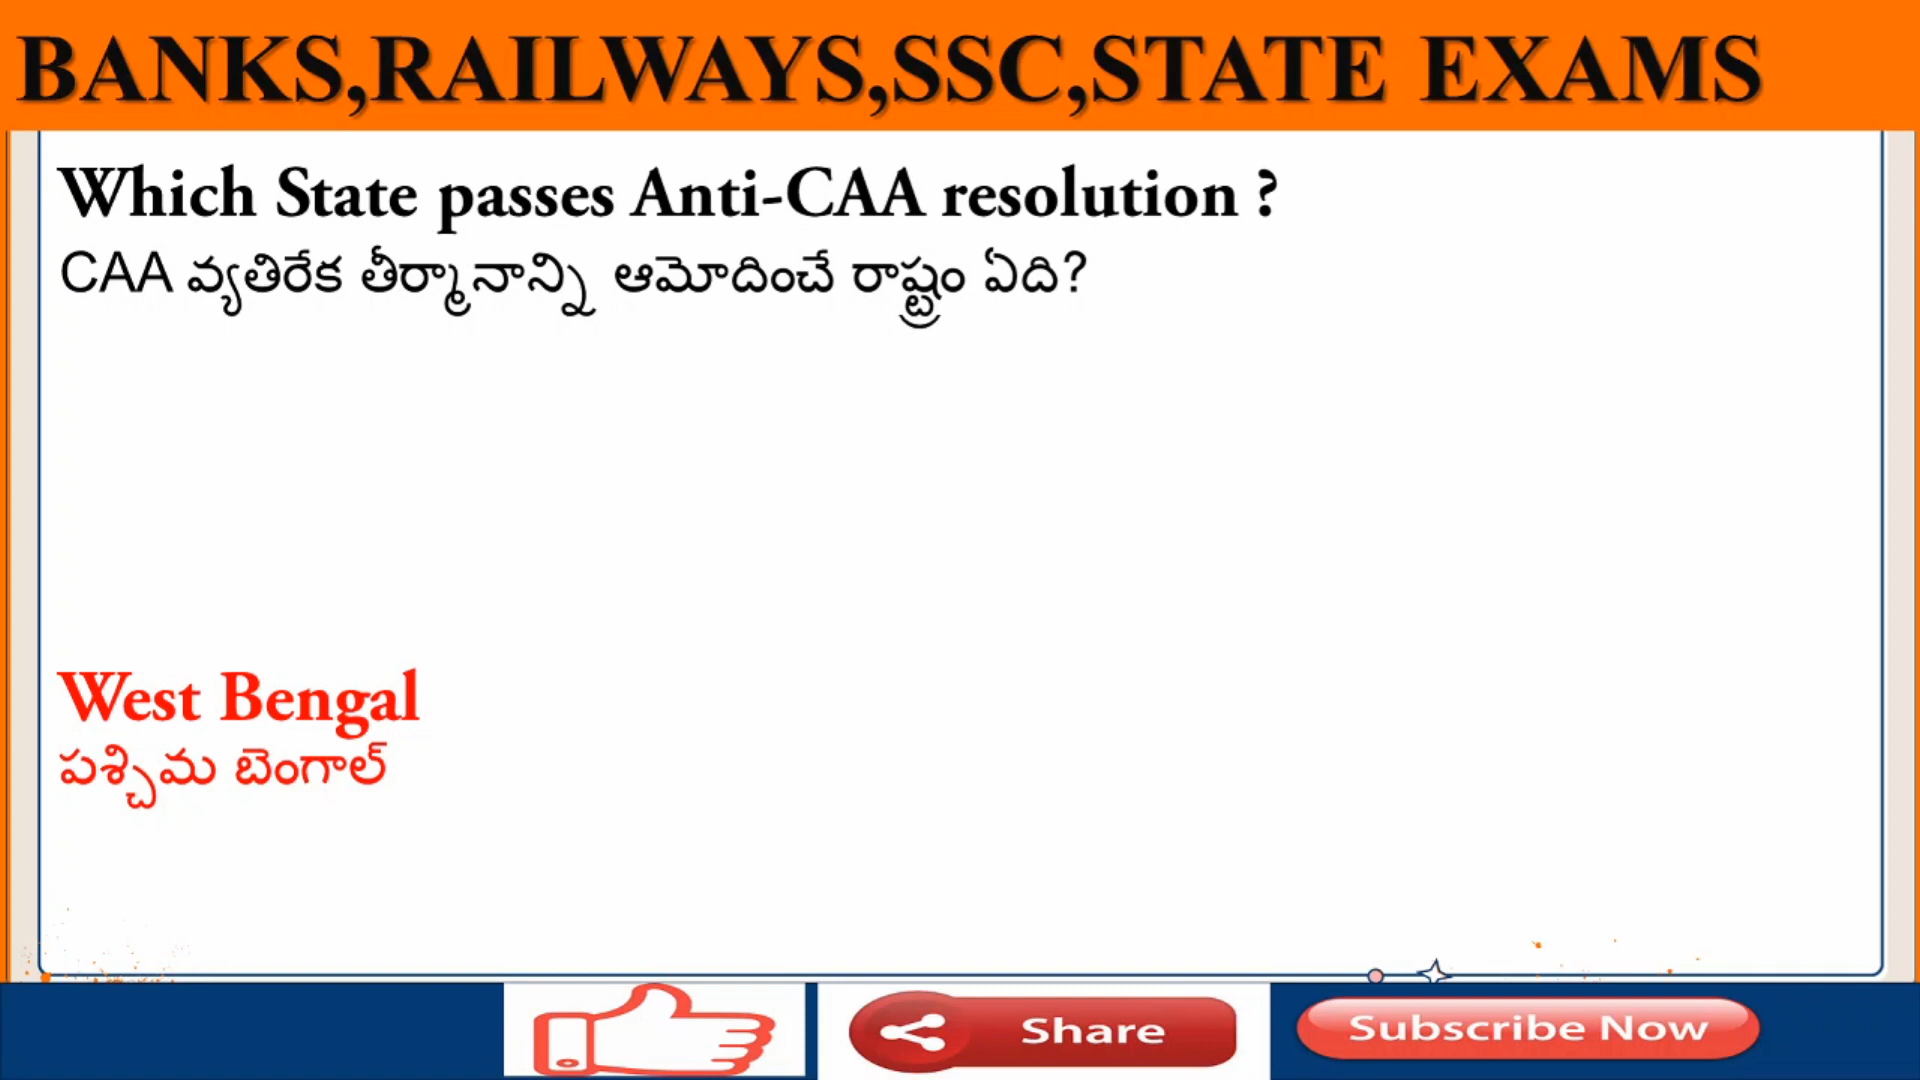 BANKS,RAILWAYS,SSC,STATE EXAMS
Which State passes Anti-CAA resolution ?
CAA వ్యతిరేక తీర్మానాన్ని ఆమోదించే రాష్ట్రం ఏది?
West Bengal
పశ్చిమ బెంగాల్
Share
Subscribe Now